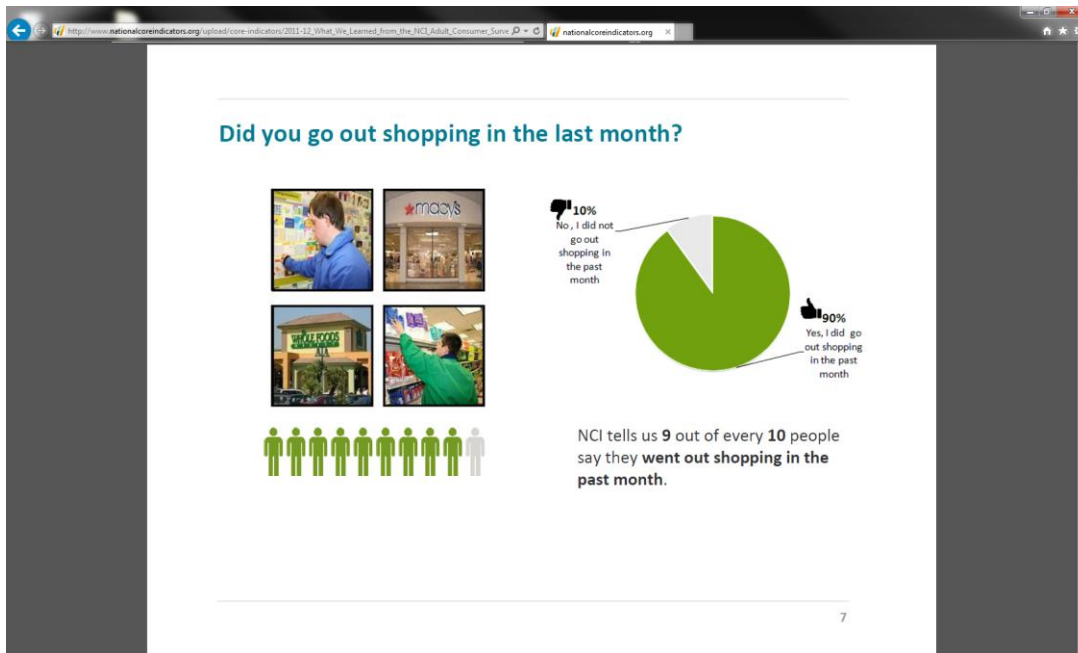 http://www.nationalcoreindicators.org/upload/core-indicators/2011-12_What_We_Learned_from_the_NCI_Adult_Consumer_Surve
nationalcoreindicators.org
Did you go out shopping in the last month?
macy's
WHOLE FOODS
10%
No , I did not
go out
shopping in
the past
month
90%
Yes, I did go
out shopping
in the past
month
NCI tells us 9 out of every 10 people
say they went out shopping in the
past month.
7